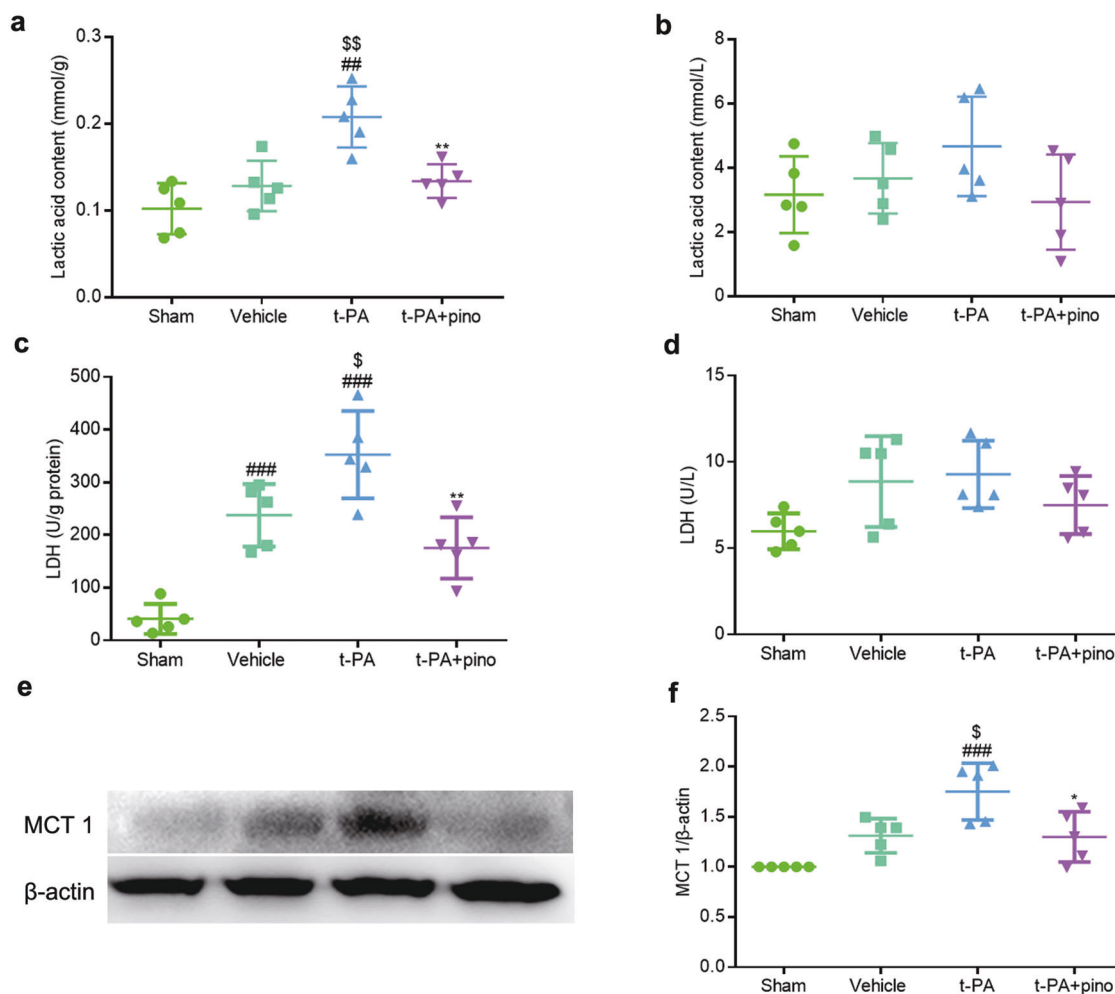 a
Lactic acid content (mmol/g)
0.3
0.2
0.1
0.0
$$
##
**
Sham Vehicle t-PA t-PA+pino
b
Lactic acid content (mmol/L)
8
6
4
2
0
Sham Vehicle t-PA t-PA+pino
c
LDH (U/g protein)
500
400
300
200
100
0
$
###
###
**
Sham Vehicle t-PA t-PA+pino
d
LDH (U/L)
15
10
5
0
Sham Vehicle t-PA t-PA+pino
e
MCT 1
β-actin
f
MCT 1/β-actin
2.5
2.0
1.5
1.0
0.5
0.0
$
###
*
Sham Vehicle t-PA t-PA+pino